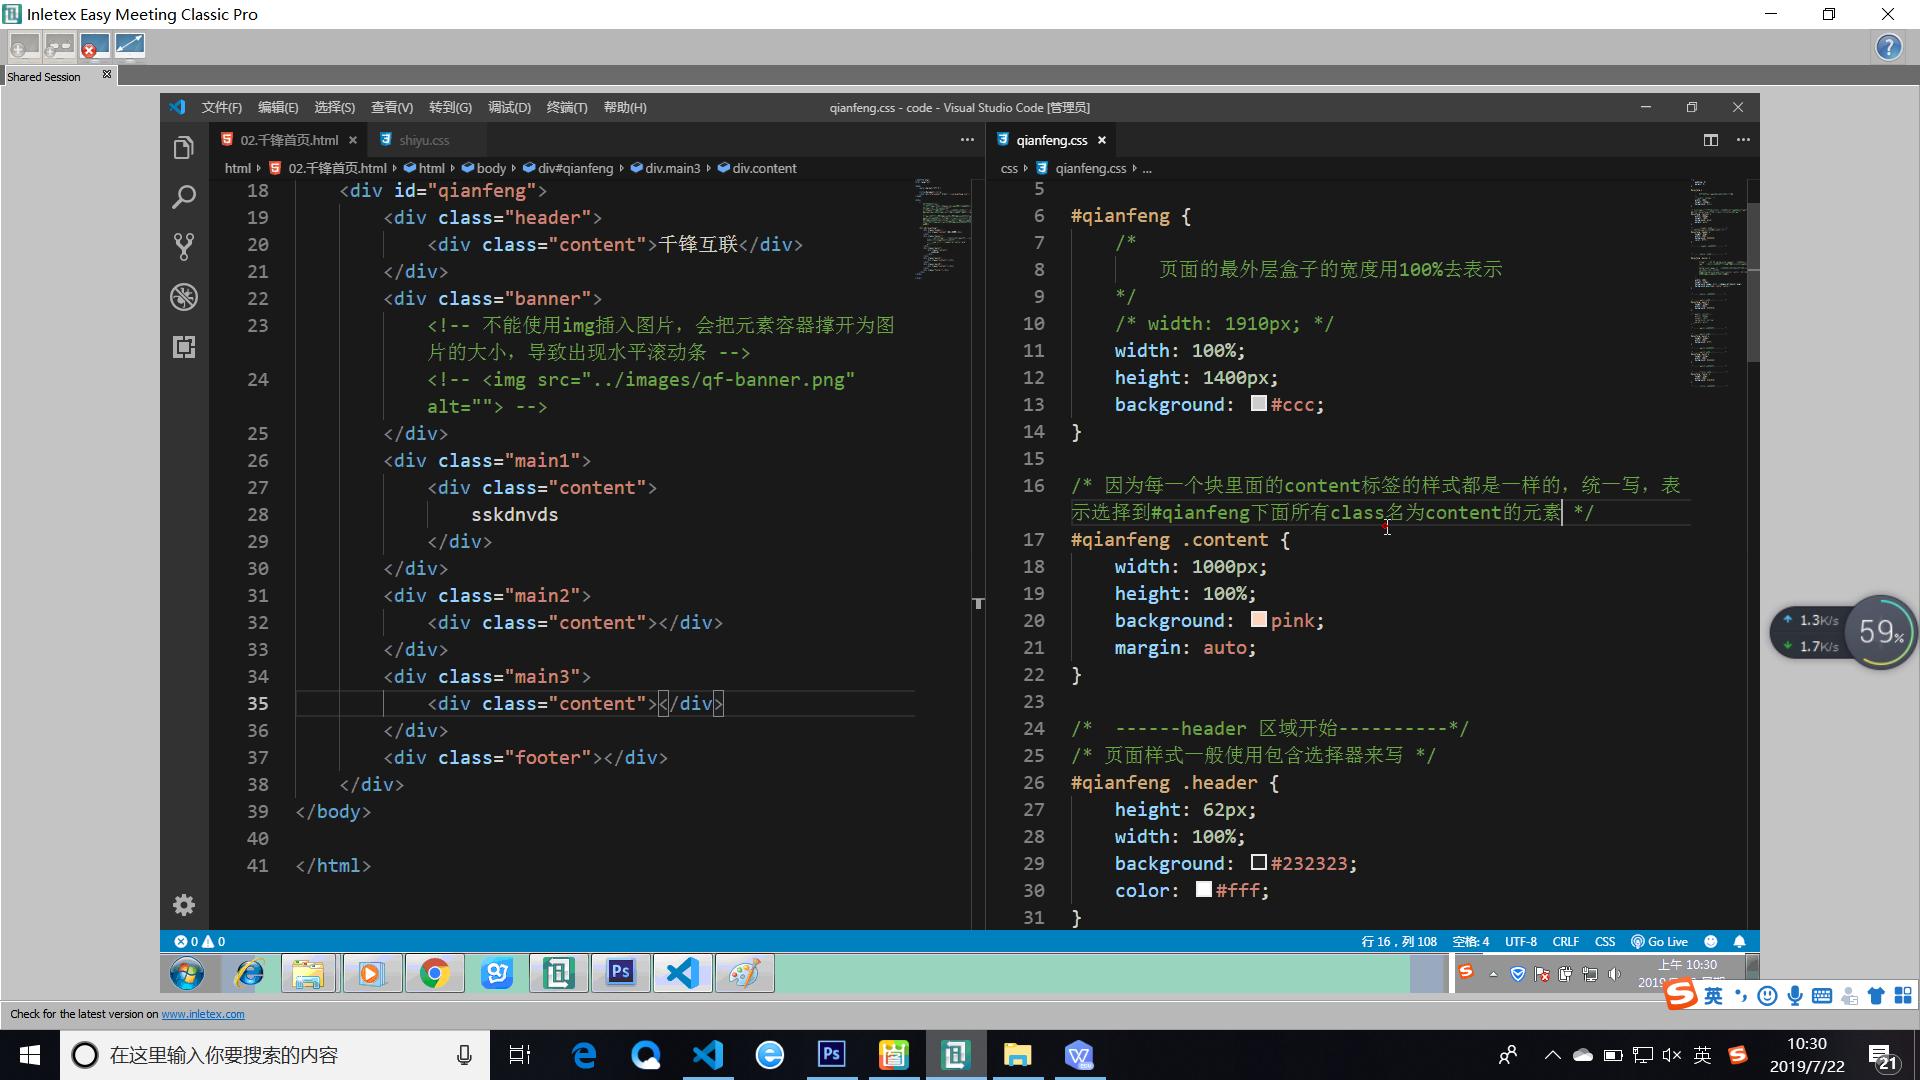 Inletex Easy Meeting Classic Pro
Shared Session
文件(F) 编辑(E) 选择(S) 查看(V) 转到(G) 调试(D) 终端(T) 帮助(H)
qianfeng.css - code - Visual Studio Code [管理员]
02.千锋首页.html
shiyu.css
html 02.千锋首页.html html body div#qianfeng div.main3 div.content
18 <div id="qianfeng">
19 <div class="header">
20 <div class="content">千锋互联</div>
21 </div>
22 <div class="banner">
23 <!-- 不能使用img插入图片，会把元素容器撑开为图
片的大小，导致出现水平滚动条 -->
24 <!-- <img src="../images/qf-banner.png"
alt=""> -->
25 </div>
26 <div class="main1">
27 <div class="content">
28 sskdnvds
29 </div>
30 </div>
31 <div class="main2">
32 <div class="content"></div>
33 </div>
34 <div class="main3">
35 <div class="content"></div>
36 </div>
37 <div class="footer"></div>
38 </div>
39 </body>
40
41 </html>
qianfeng.css
css qianfeng.css ...
5
6 #qianfeng {
7 /*
8 页面的最外层盒子的宽度用100%去表示
9 */
10 /* width: 1910px; */
11 width: 100%;
12 height: 1400px;
13 background: #ccc;
14 }
15
16 /* 因为每一个块里面的content标签的样式都是一样的，统一写，表
示选择到#qianfeng下面所有class名为content的元素 */
17 #qianfeng .content {
18 width: 1000px;
19 height: 100%;
20 background: pink;
21 margin: auto;
22 }
23
24 /* ------header 区域开始----------*/
25 /* 页面样式一般使用包含选择器来写 */
26 #qianfeng .header {
27 height: 62px;
28 width: 100%;
29 background: #232323;
30 color: #fff;
31 }
1.3K/s
1.7K/s
59%
0 0
行 16，列 108 空格: 4 UTF-8 CRLF CSS Go Live
上午 10:30
英
Check for the latest version on www.inletex.com
在这里输入你要搜索的内容
英
10:30
2019/7/22
21